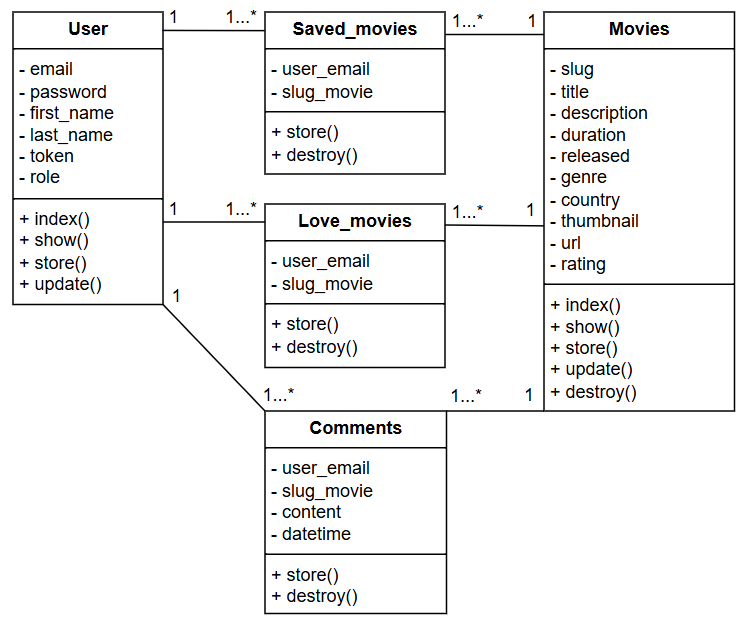 User
- email
- password
- first_name
- last_name
- token
- role
+ index()
+ show()
+ store()
+ update()
1
1...*
Saved_movies
- user_email
- slug_movie
+ store()
+ destroy()
1...*
1
Movies
- slug
- title
- description
- duration
- released
- genre
- country
- thumbnail
- url
- rating
+ index()
+ show()
+ store()
+ update()
+ destroy()
1
1...*
Love_movies
- user_email
- slug_movie
+ store()
+ destroy()
1...*
1
1
1...*
1...*
1
Comments
- user_email
- slug_movie
- content
- datetime
+ store()
+ destroy()